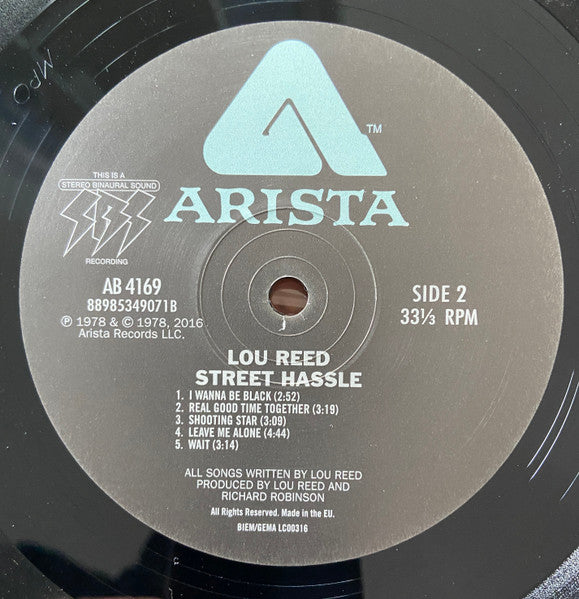 MPO
TM
ARISTA
THIS IS A
STEREO BINAURAL SOUND
RECORDING
AB 4169
88985349071B
℗ 1978 & © 1978, 2016
Arista Records LLC.
SIDE 2
33⅓ RPM
LOU REED
STREET HASSLE
1. I WANNA BE BLACK (2:52)
2. REAL GOOD TIME TOGETHER (3:19)
3. SHOOTING STAR (3:09)
4. LEAVE ME ALONE (4:44)
5. WAIT (3:14)
ALL SONGS WRITTEN BY LOU REED
PRODUCED BY LOU REED AND
RICHARD ROBINSON
All Rights Reserved. Made in the EU.
BIEM/GEMA LC00316